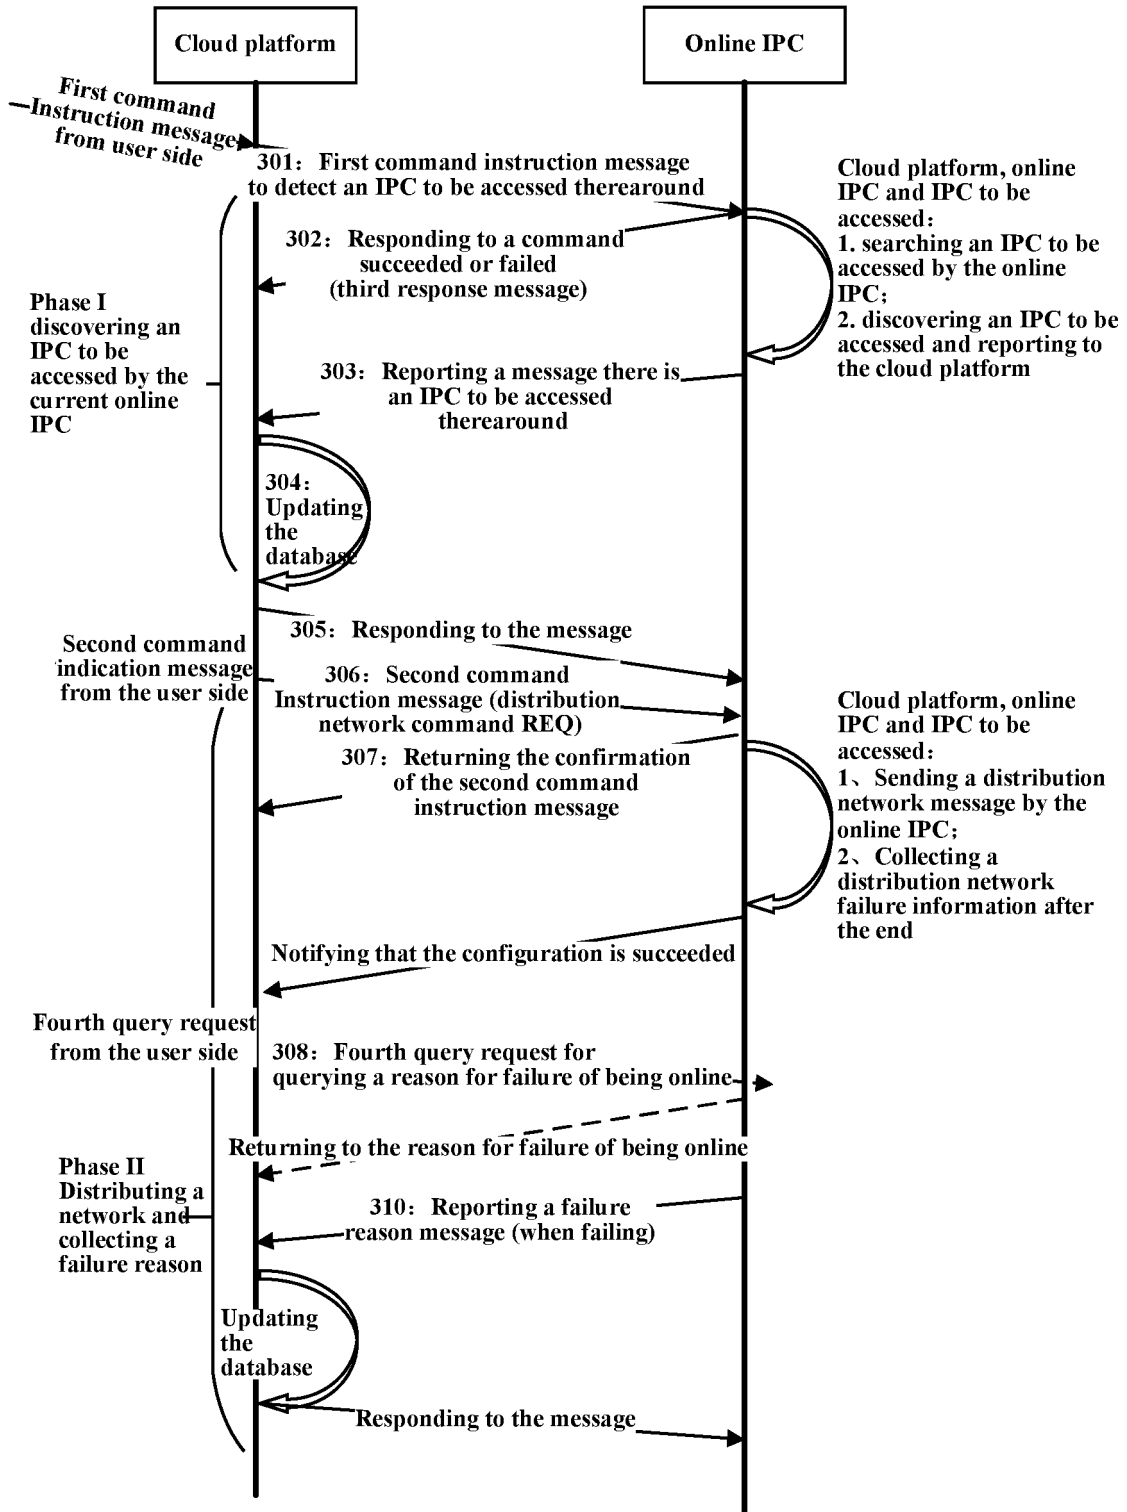 Cloud platform
Online IPC
First command
Instruction message
from user side
301：First command instruction message
to detect an IPC to be accessed therearound
Cloud platform, online
IPC and IPC to be
accessed：
1. searching an IPC to be
accessed by the online
IPC；
2. discovering an IPC to be
accessed and reporting to
the cloud platform
302：Responding to a command
succeeded or failed
(third response message)
Phase I
discovering an
IPC to be
accessed by the
current online
IPC
303：Reporting a message there is
an IPC to be accessed
therearound
304：
Updating
the
database
305：Responding to the message
Second command
indication message
from the user side
306：Second command
Instruction message (distribution
network command REQ)
Cloud platform, online
IPC and IPC to be
accessed：
1、Sending a distribution
network message by the
online IPC；
2、Collecting a
distribution network
failure information after
the end
307：Returning the confirmation
of the second command
instruction message
Notifying that the configuration is succeeded
Fourth query request
from the user side
308：Fourth query request for
querying a reason for failure of being online
Returning to the reason for failure of being online
Phase II
Distributing a
network and
collecting a
failure reason
310：Reporting a failure
reason message (when failing)
Updating
the
database
Responding to the message